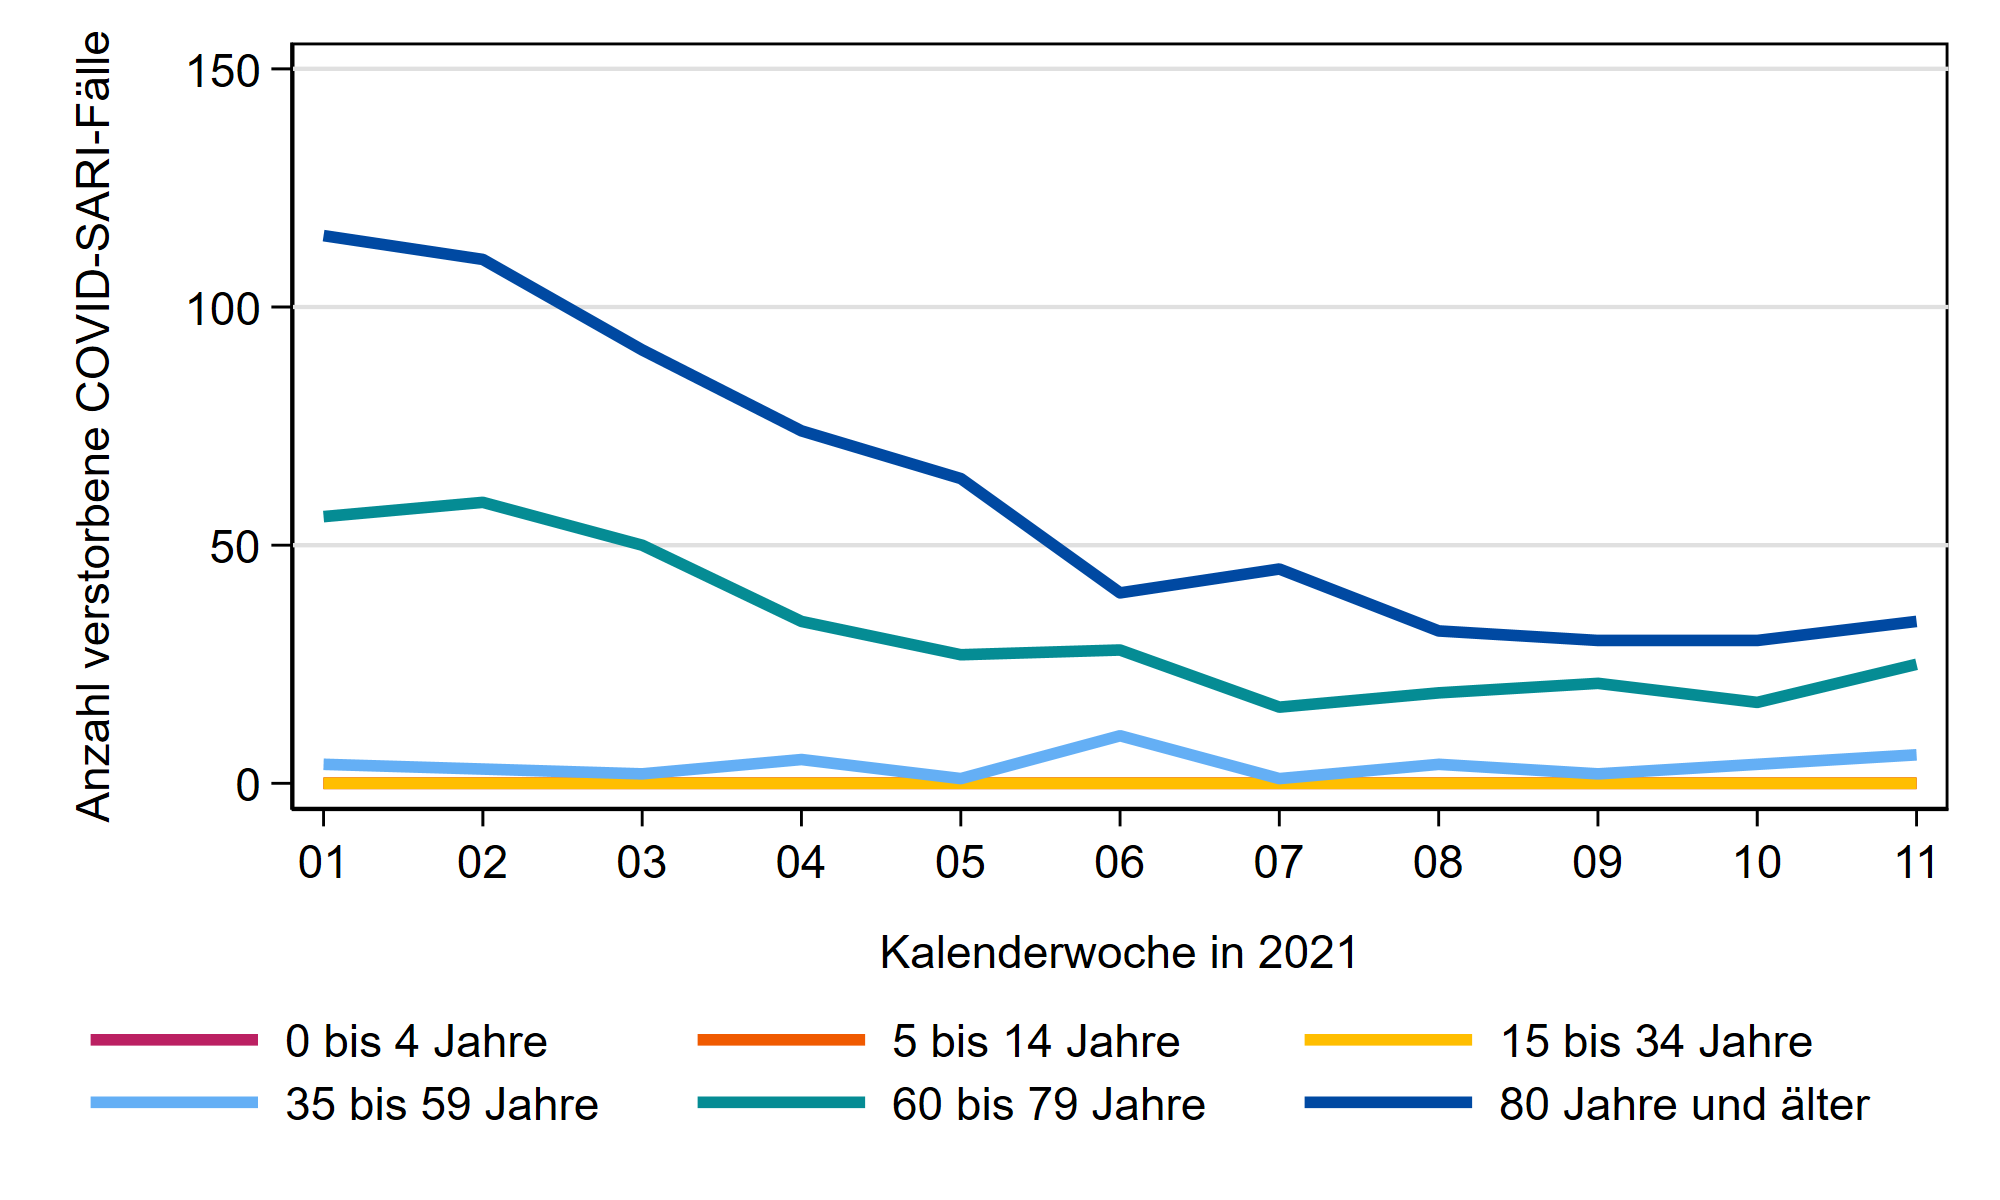 Anzahl verstorbene COVID-SARI-Fälle
150
100
50
0
01 02 03 04 05 06 07 08 09 10 11
Kalenderwoche in 2021
0 bis 4 Jahre 5 bis 14 Jahre 15 bis 34 Jahre
35 bis 59 Jahre 60 bis 79 Jahre 80 Jahre und älter